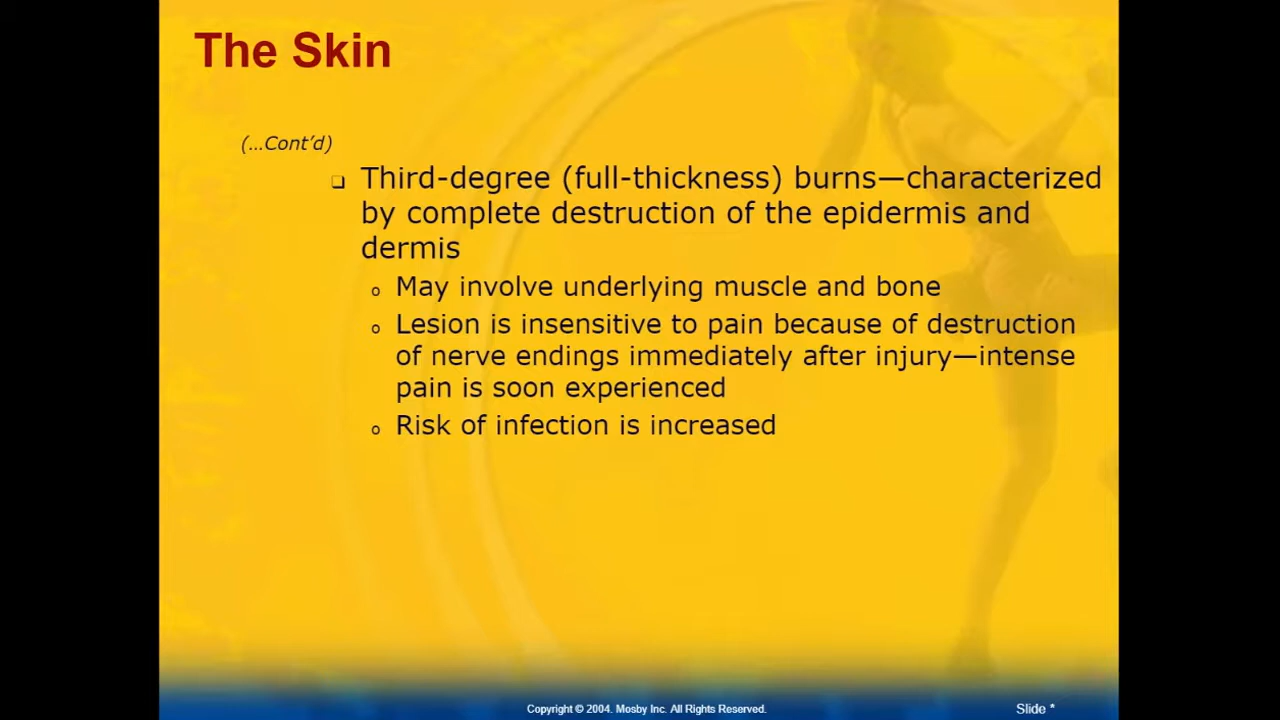 The Skin
(…Cont’d)
❑ Third-degree (full-thickness) burns—characterized
by complete destruction of the epidermis and
dermis
o May involve underlying muscle and bone
o Lesion is insensitive to pain because of destruction
of nerve endings immediately after injury—intense
pain is soon experienced
o Risk of infection is increased
Copyright © 2004. Mosby Inc. All Rights Reserved.
Slide *